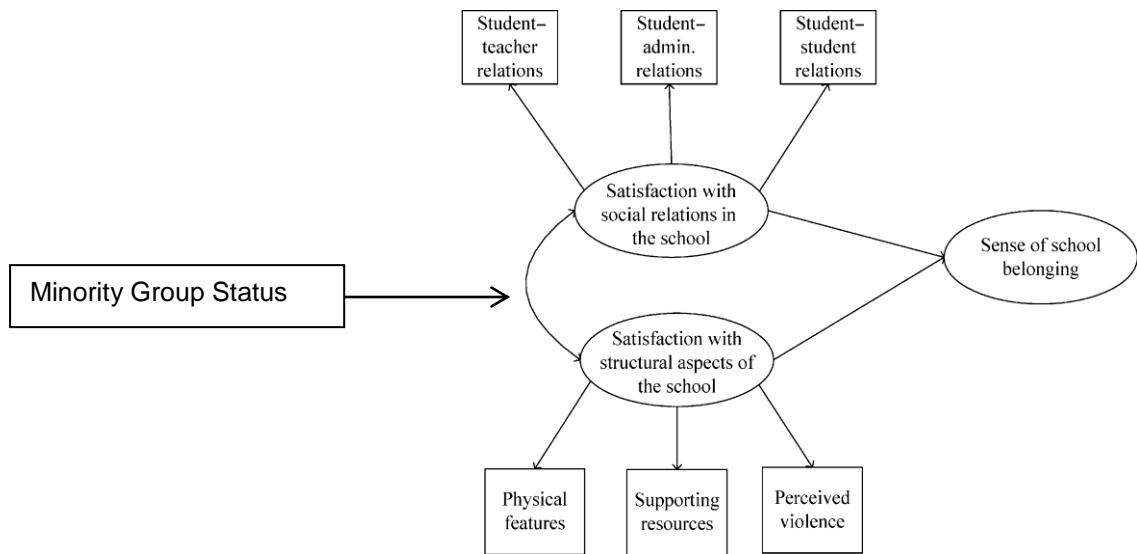 Student–
teacher
relations
Student–
admin.
relations
Student–
student
relations
Satisfaction with
social relations in
the school
Sense of school
belonging
Minority Group Status
Satisfaction with
structural aspects of
the school
Physical
features
Supporting
resources
Perceived
violence